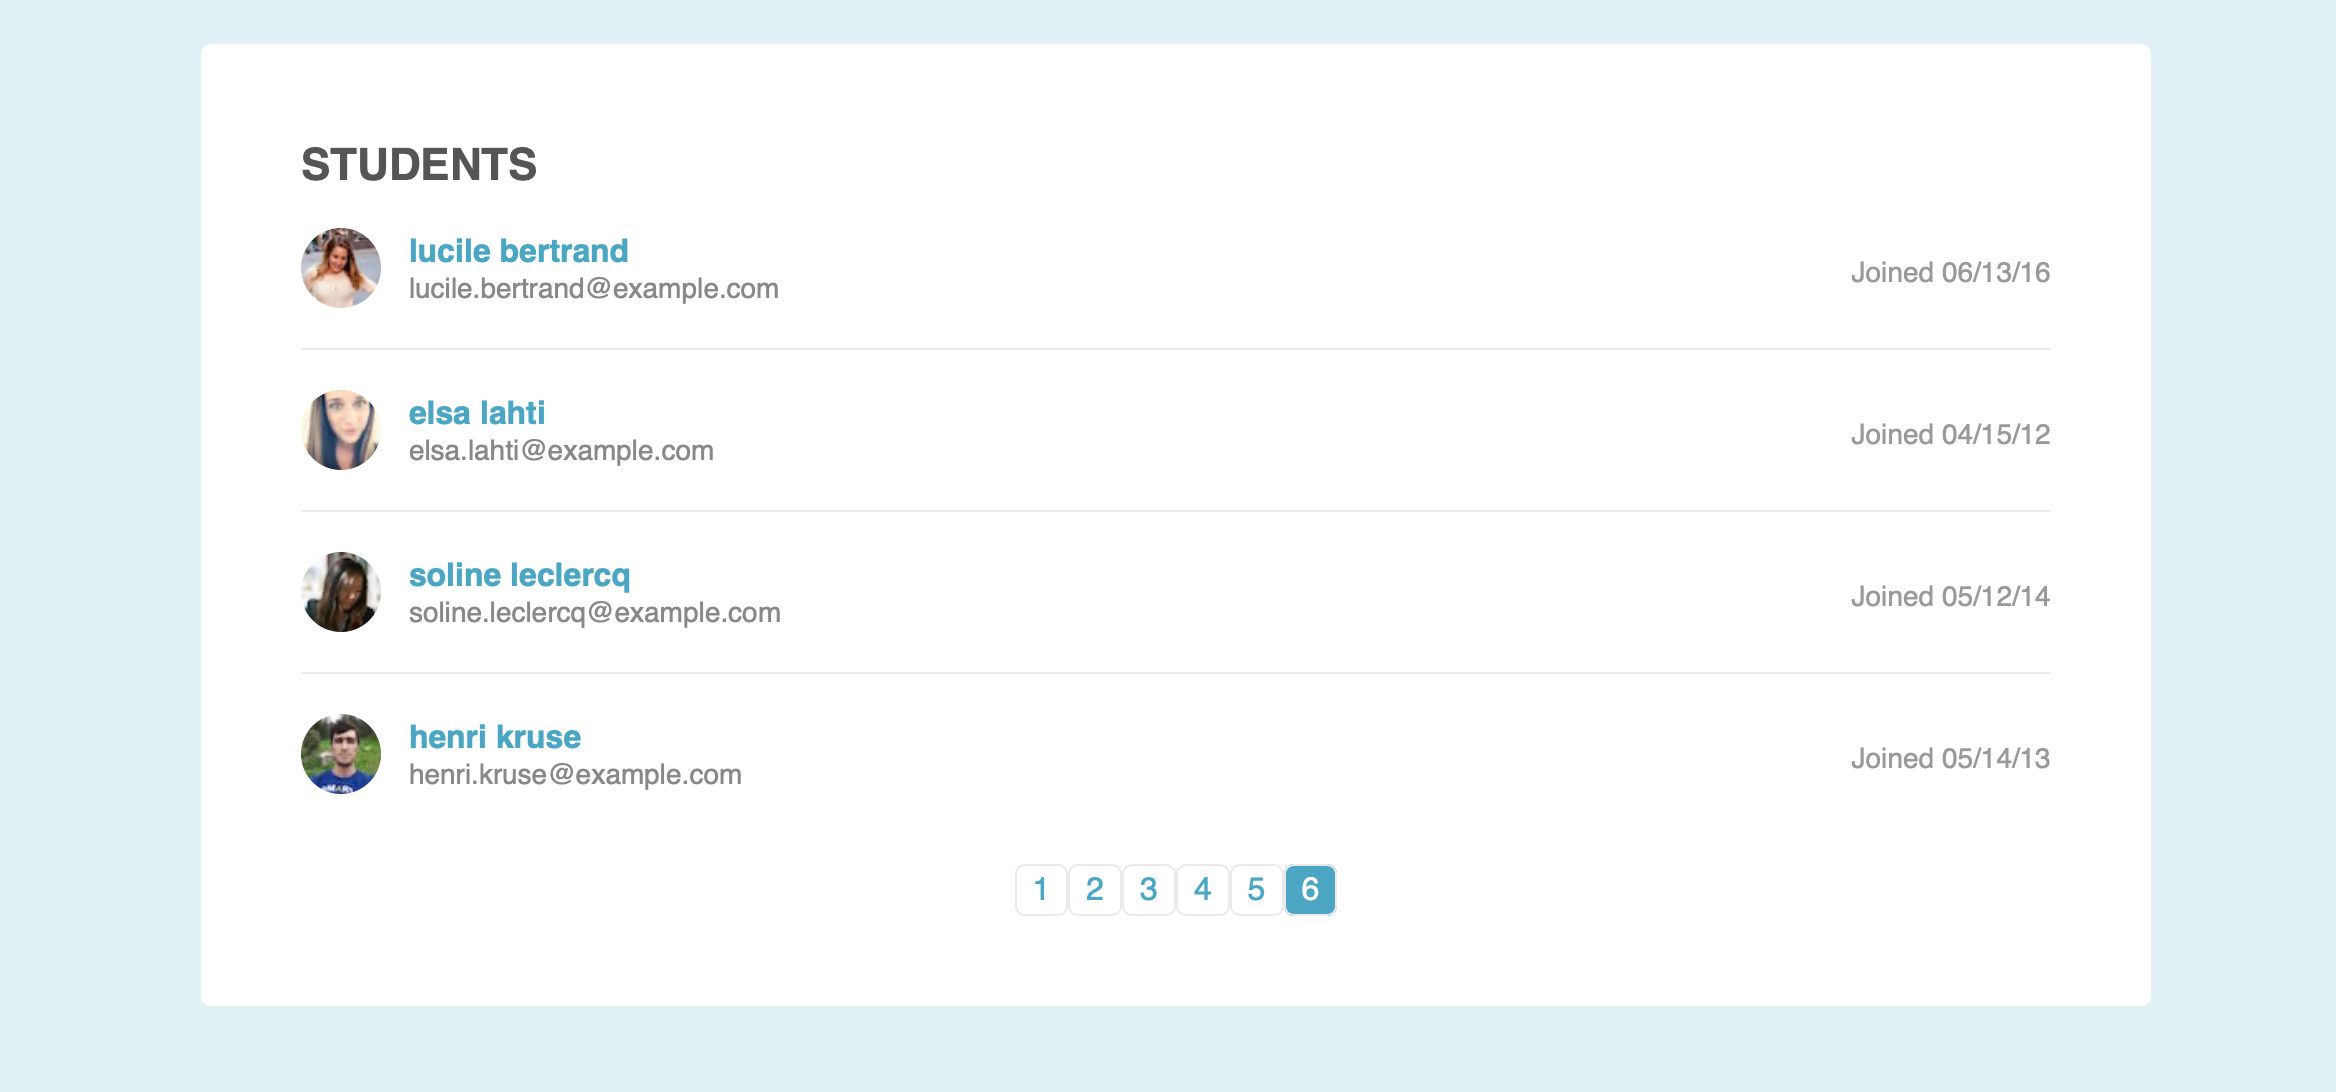 STUDENTS
lucile bertrand
lucile.bertrand@example.com
Joined 06/13/16
elsa lahti
elsa.lahti@example.com
Joined 04/15/12
soline leclercq
soline.leclercq@example.com
Joined 05/12/14
henri kruse
henri.kruse@example.com
Joined 05/14/13
1 2 3 4 5 6